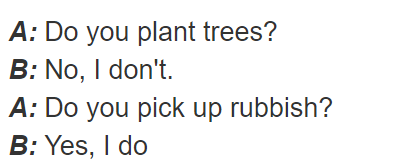 A: Do you plant trees?
B: No, I don't.
A: Do you pick up rubbish?
B: Yes, I do